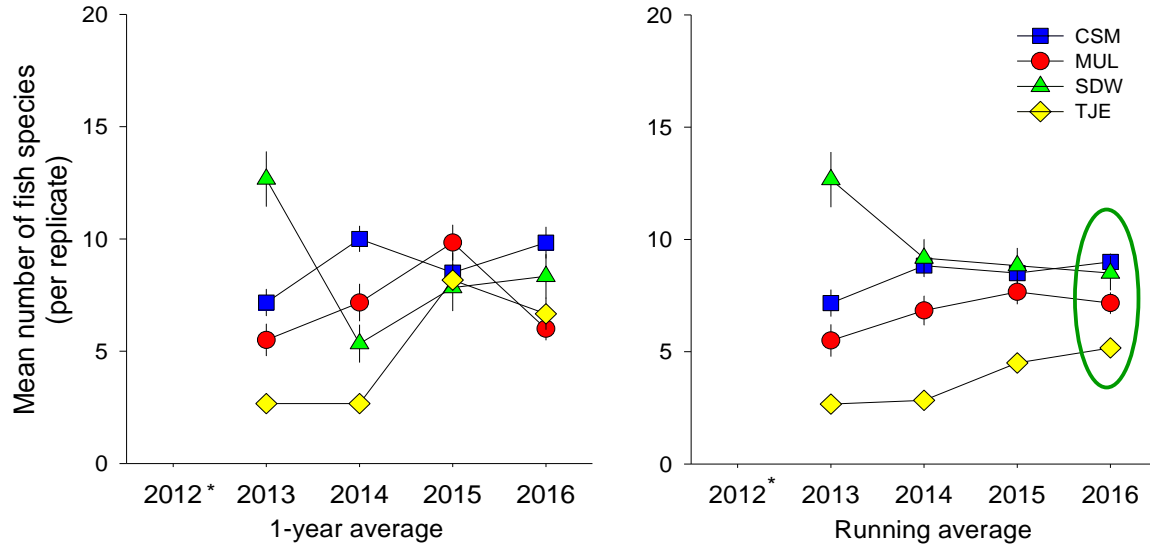 Mean number of fish species
(per replicate)
20
15
10
5
0
2012 * 2013 2014 2015 2016
1-year average
20
15
10
5
0
2012 * 2013 2014 2015 2016
Running average
CSM
MUL
SDW
TJE